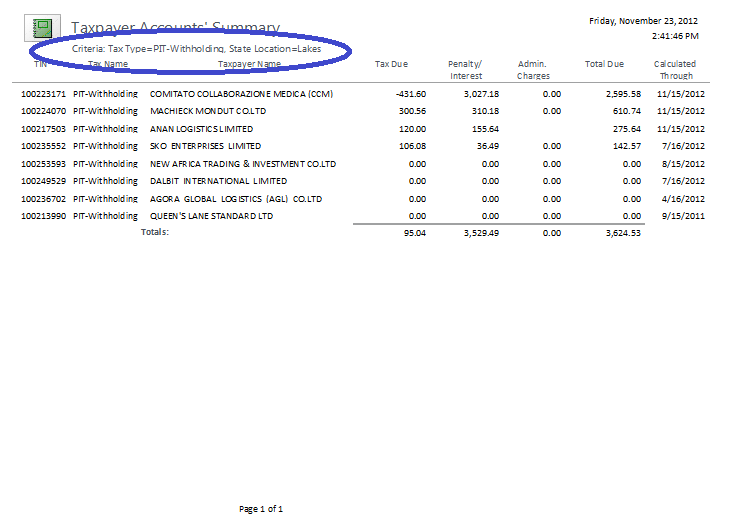 Taxpayer Accounts' Summary
Friday, November 23, 2012
2:41:46 PM
Criteria: Tax Type=PIT-Withholding, State Location=Lakes
TIN Tax Name Taxpayer Name Tax Due Penalty/ Interest Admin. Charges Total Due Calculated Through
100223171 PIT-Withholding COMITATO COLLABORAZIONE MEDICA (CCM) -431.60 3,027.18 0.00 2,595.58 11/15/2012
100224070 PIT-Withholding MACHIECK MONDUT CO.LTD 300.56 310.18 0.00 610.74 11/15/2012
100217503 PIT-Withholding ANAN LOGISTICS LIMITED 120.00 155.64 275.64 11/15/2012
100235552 PIT-Withholding SKO ENTERPRISES LIMITED 106.08 36.49 0.00 142.57 7/16/2012
100253593 PIT-Withholding NEW AFRICA TRADING & INVESTMENT CO.LTD 0.00 0.00 0.00 0.00 8/15/2012
100249529 PIT-Withholding DALBIT INTERNATIONAL LIMITED 0.00 0.00 0.00 0.00 7/16/2012
100236702 PIT-Withholding AGORA GLOBAL LOGISTICS (AGL) CO.LTD 0.00 0.00 0.00 0.00 4/16/2012
100213990 PIT-Withholding QUEEN'S LANE STANDARD LTD 0.00 0.00 0.00 0.00 9/15/2011
Totals: 95.04 3,529.49 0.00 3,624.53
Page 1 of 1